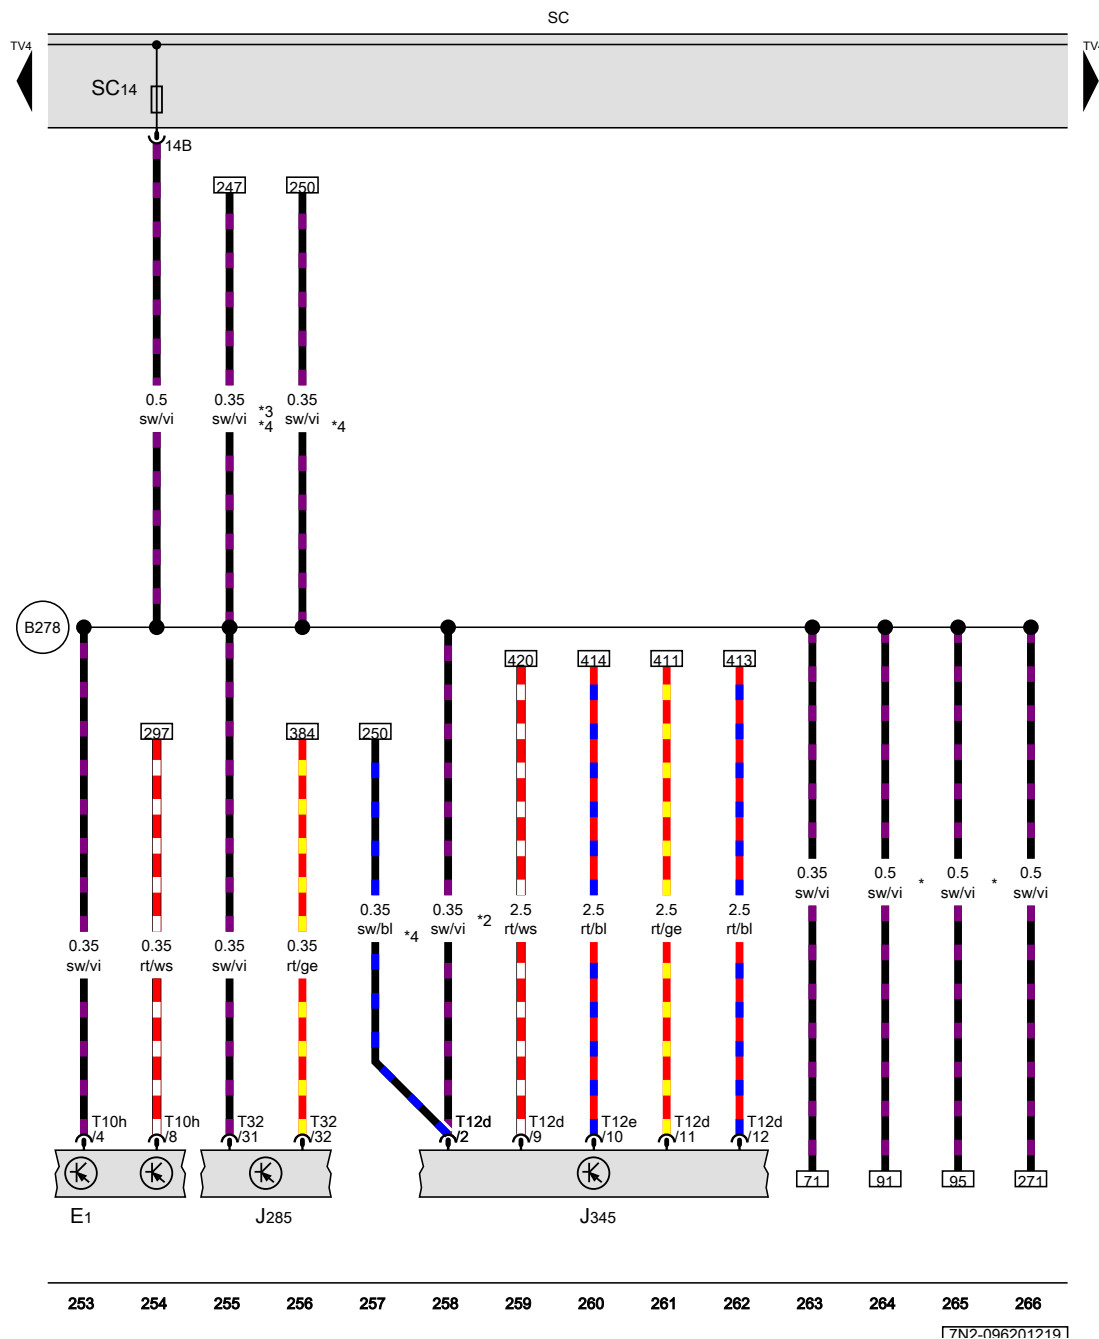 SC
TV4
TV4
SC14
14B
247
250
0.5
sw/vi
0.35
sw/vi
*3
*4
0.35
sw/vi
*4
B278
420
414
411
413
297
384
250
0.35
sw/vi
0.35
rt/ws
0.35
sw/vi
0.35
rt/ge
0.35
sw/bl
*4
0.35
sw/vi
*2
2.5
rt/ws
2.5
rt/bl
2.5
rt/ge
2.5
rt/bl
0.35
sw/vi
0.5
sw/vi
*
0.5
sw/vi
*
0.5
sw/vi
T10h
/4
T10h
/8
T32
/31
T32
/32
T12d
/2
T12d
/9
T12e
/10
T12d
/11
T12d
/12
71
91
95
271
E1
J285
J345
253 254 255 256 257 258 259 260 261 262 263 264 265 266
7N2-096201219